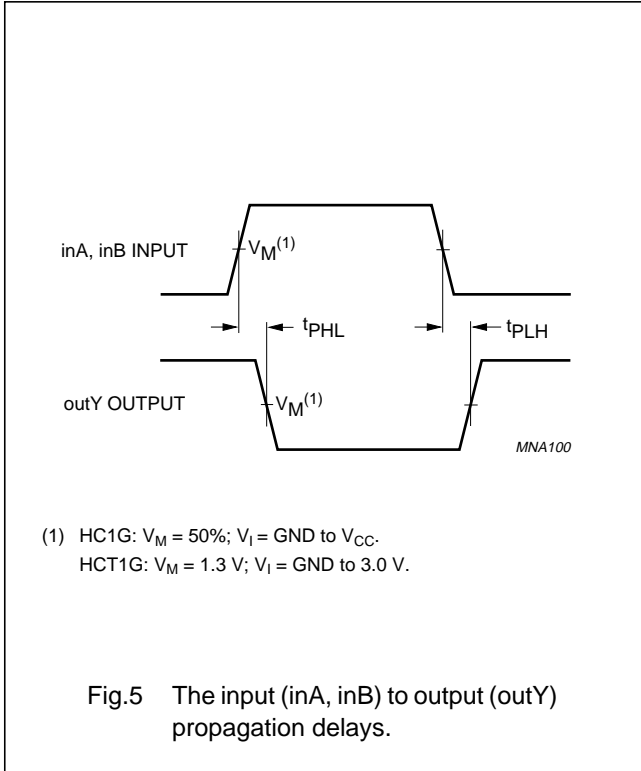 inA, inB INPUT
VM(1)
tPHL
tPLH
outY OUTPUT
VM(1)
MNA100
(1) HC1G: VM = 50%; VI = GND to VCC.
HCT1G: VM = 1.3 V; VI = GND to 3.0 V.
Fig.5 The input (inA, inB) to output (outY)
propagation delays.